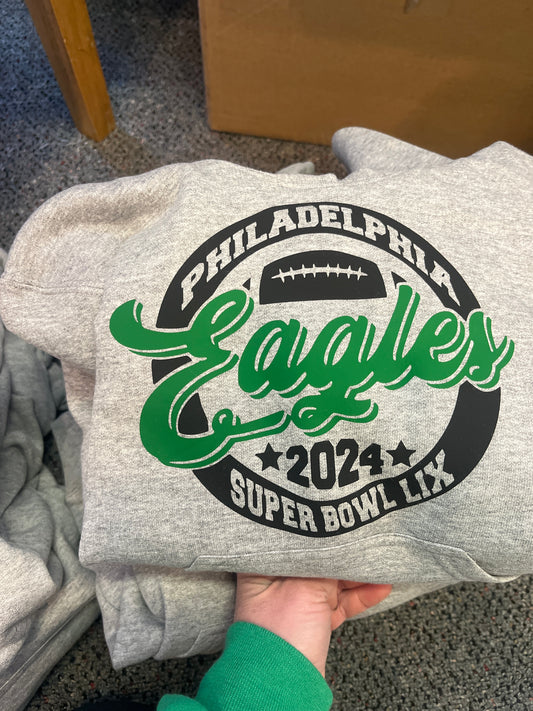 PHILADELPHIA
Eagles
★2024★
SUPER BOWL LIX